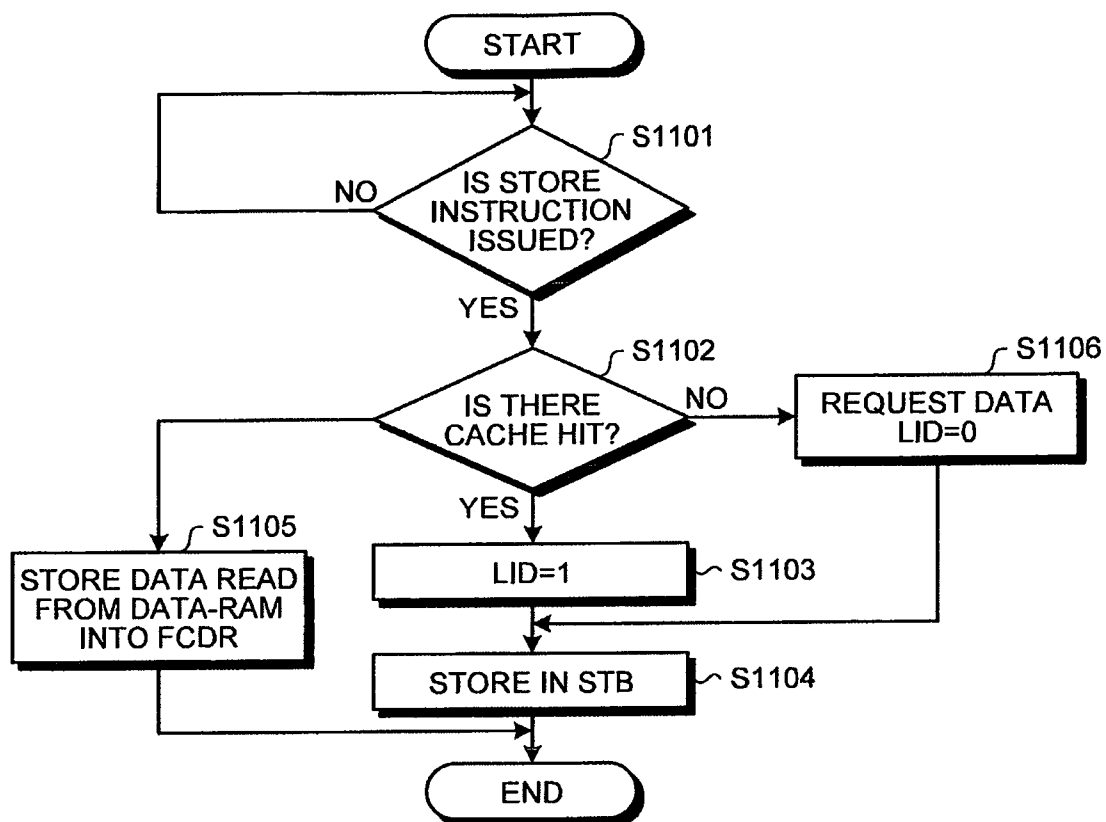 START
S1101
NO
IS STORE
INSTRUCTION
ISSUED?
YES
S1102
S1106
IS THERE
CACHE HIT?
NO
REQUEST DATA
LID=0
YES
S1105
STORE DATA READ
FROM DATA-RAM
INTO FCDR
LID=1
S1103
STORE IN STB
S1104
END